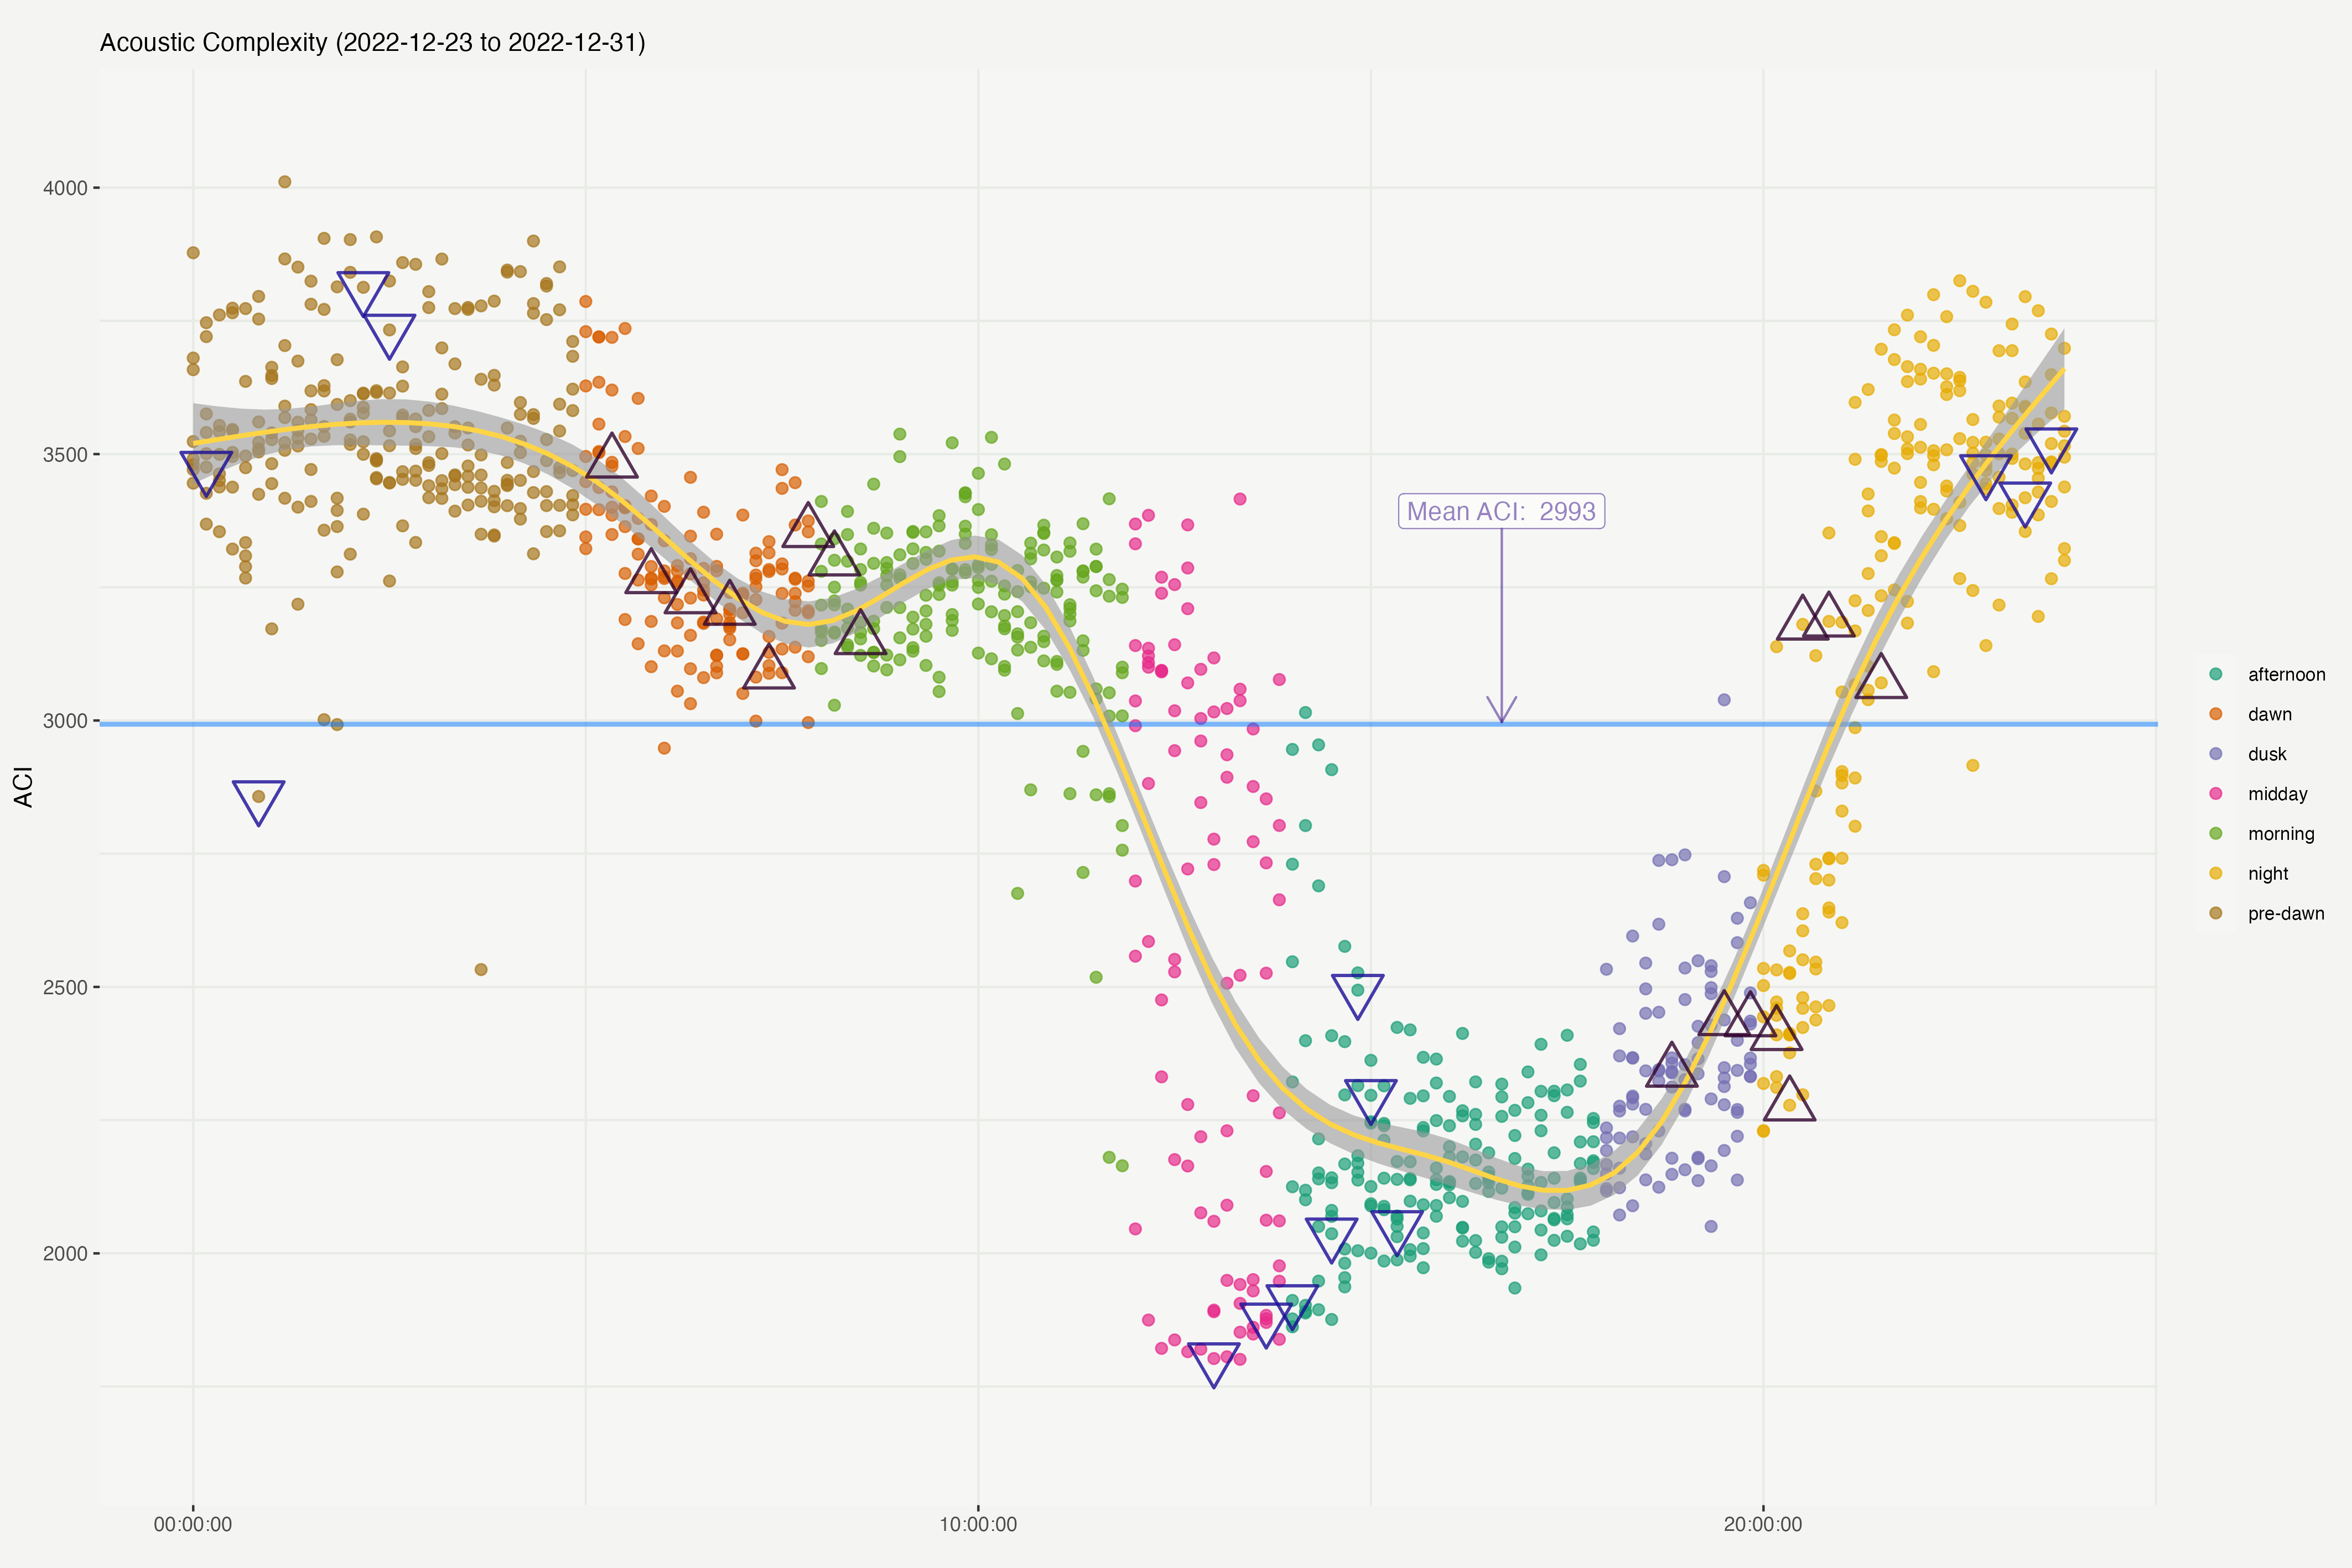 Acoustic Complexity (2022-12-23 to 2022-12-31)
4000
3500
3000
2500
2000
ACI
Mean ACI: 2993
00:00:00
10:00:00
20:00:00
afternoon
dawn
dusk
midday
morning
night
pre-dawn